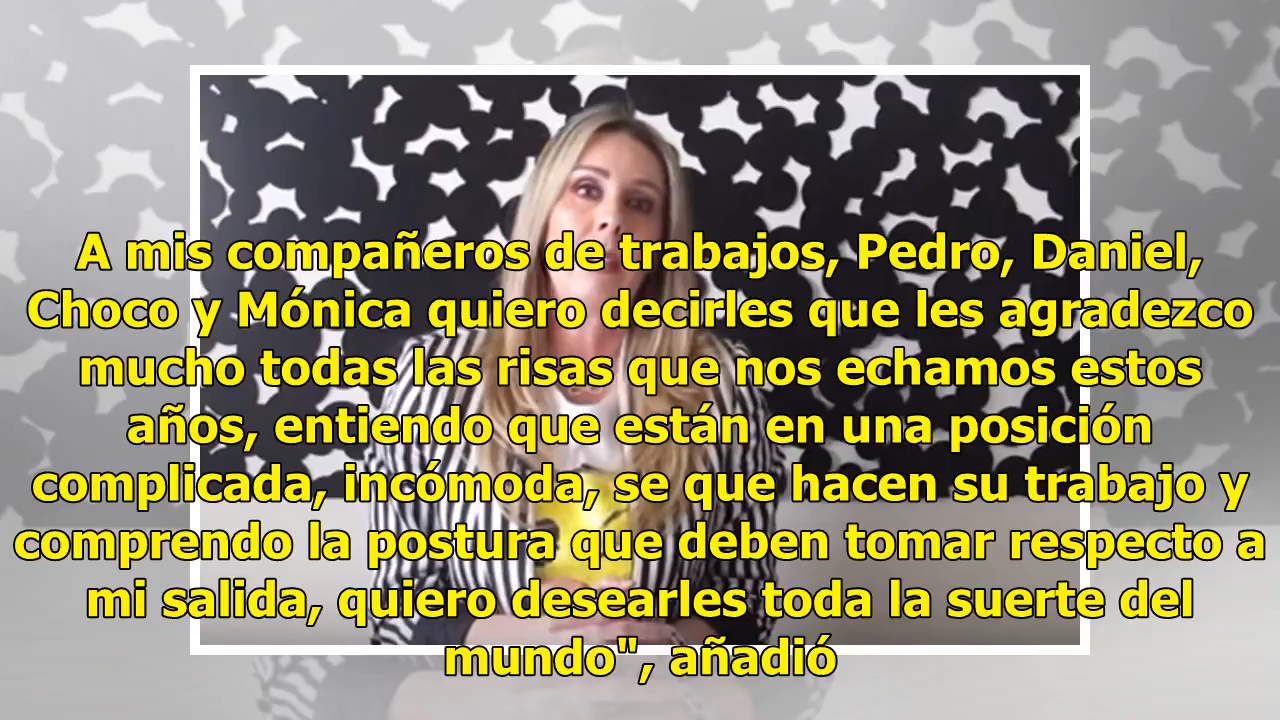 A mis compañeros de trabajos, Pedro, Daniel,
Choco y Mónica quiero decirles que les agradezco
mucho todas las risas que nos echamos estos
años, entiendo que están en una posición
complicada, incómoda, se que hacen su trabajo y
comprendo la postura que deben tomar respecto a
mi salida, quiero desearles toda la suerte del
mundo", añadió